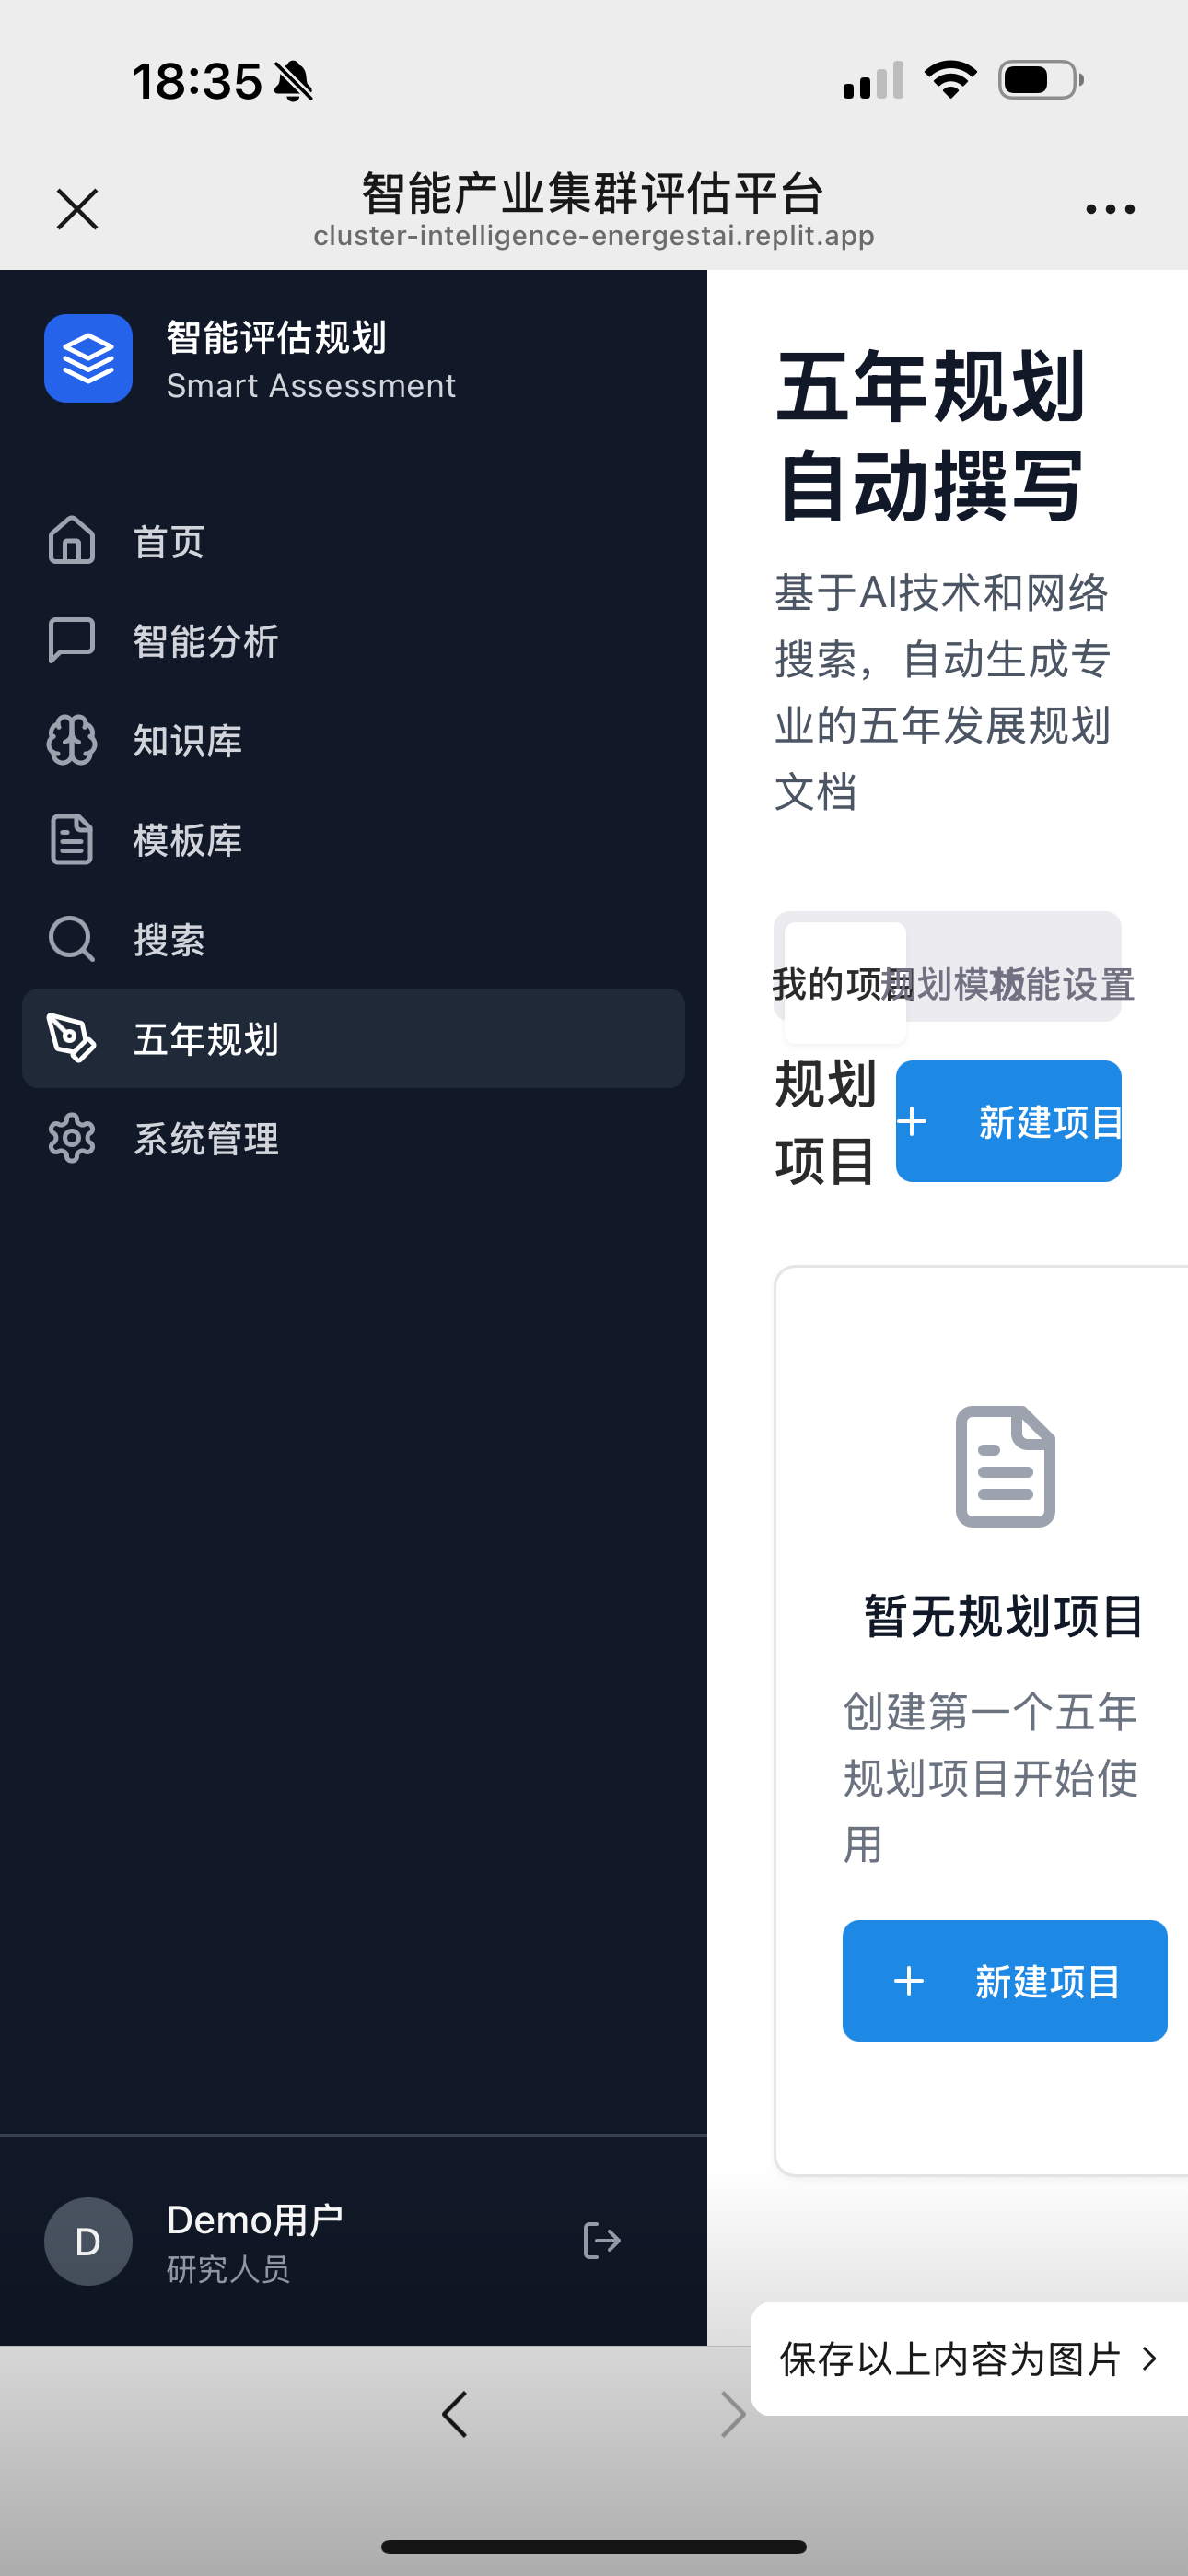 18:35
智能产业集群评估平台
cluster-intelligence-energestai.replit.app
智能评估规划
Smart Assessment
首页
智能分析
知识库
模板库
搜索
五年规划
系统管理
D
Demo用户
研究人员
五年规划
自动撰写
基于AI技术和网络
搜索，自动生成专
业的五年发展规划
文档
我的项目
规划模板
功能设置
规划
项目
新建项目
暂无规划项目
创建第一个五年
规划项目开始使
用
新建项目
保存以上内容为图片